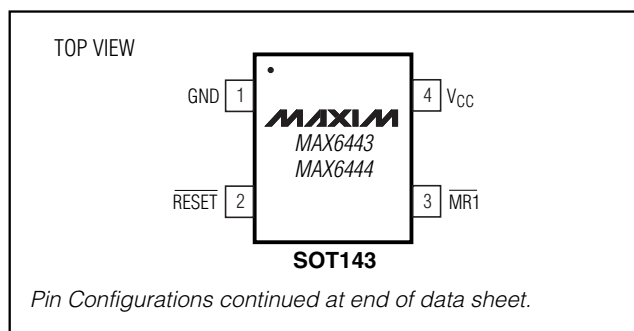 TOP VIEW
GND 1
4 VCC
MAXIM
MAX6443
MAX6444
RESET 2
3 MR1
SOT143
Pin Configurations continued at end of data sheet.